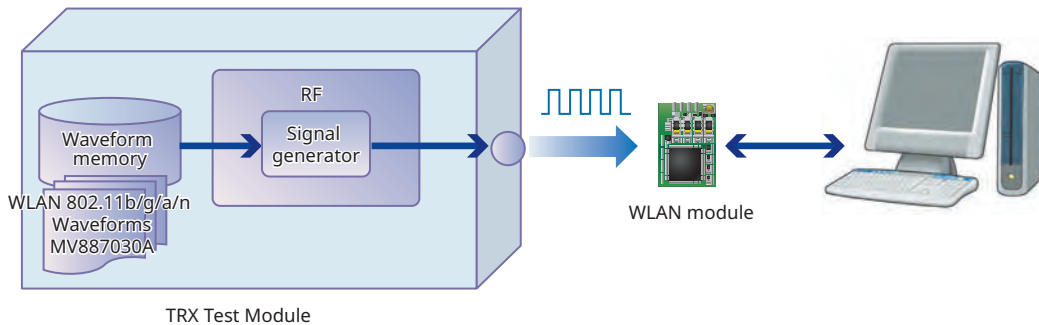 RF
Waveform
memory
Signal
generator
WLAN 802.11b/g/a/n
Waveforms
MV887030A
WLAN module
TRX Test Module